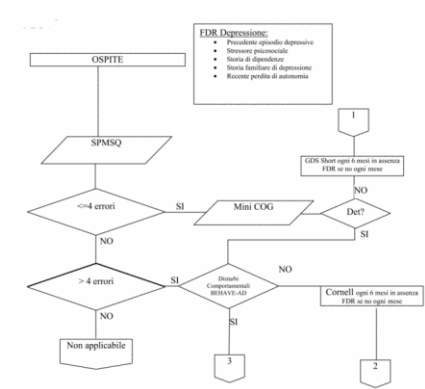 FDR Depressione:
Precedente episodio depressive
Stressore psicosociale
Storia di dipendenze
Storia familiare di depressione
Recente perdita di autonomia
OSPITE
1
SPMSQ
GDS Short ogni 6 mesi in assenza
FDR se no ogni mese
NO
<=4 errori
SI
Mini COG
Det?
NO
SI
> 4 errori
SI
Disturbi
Comportamentali
BEHAVE-AD
NO
Cornell ogni 6 mesi in assenza
FDR se no ogni mese
NO
SI
Non applicabile
3
2